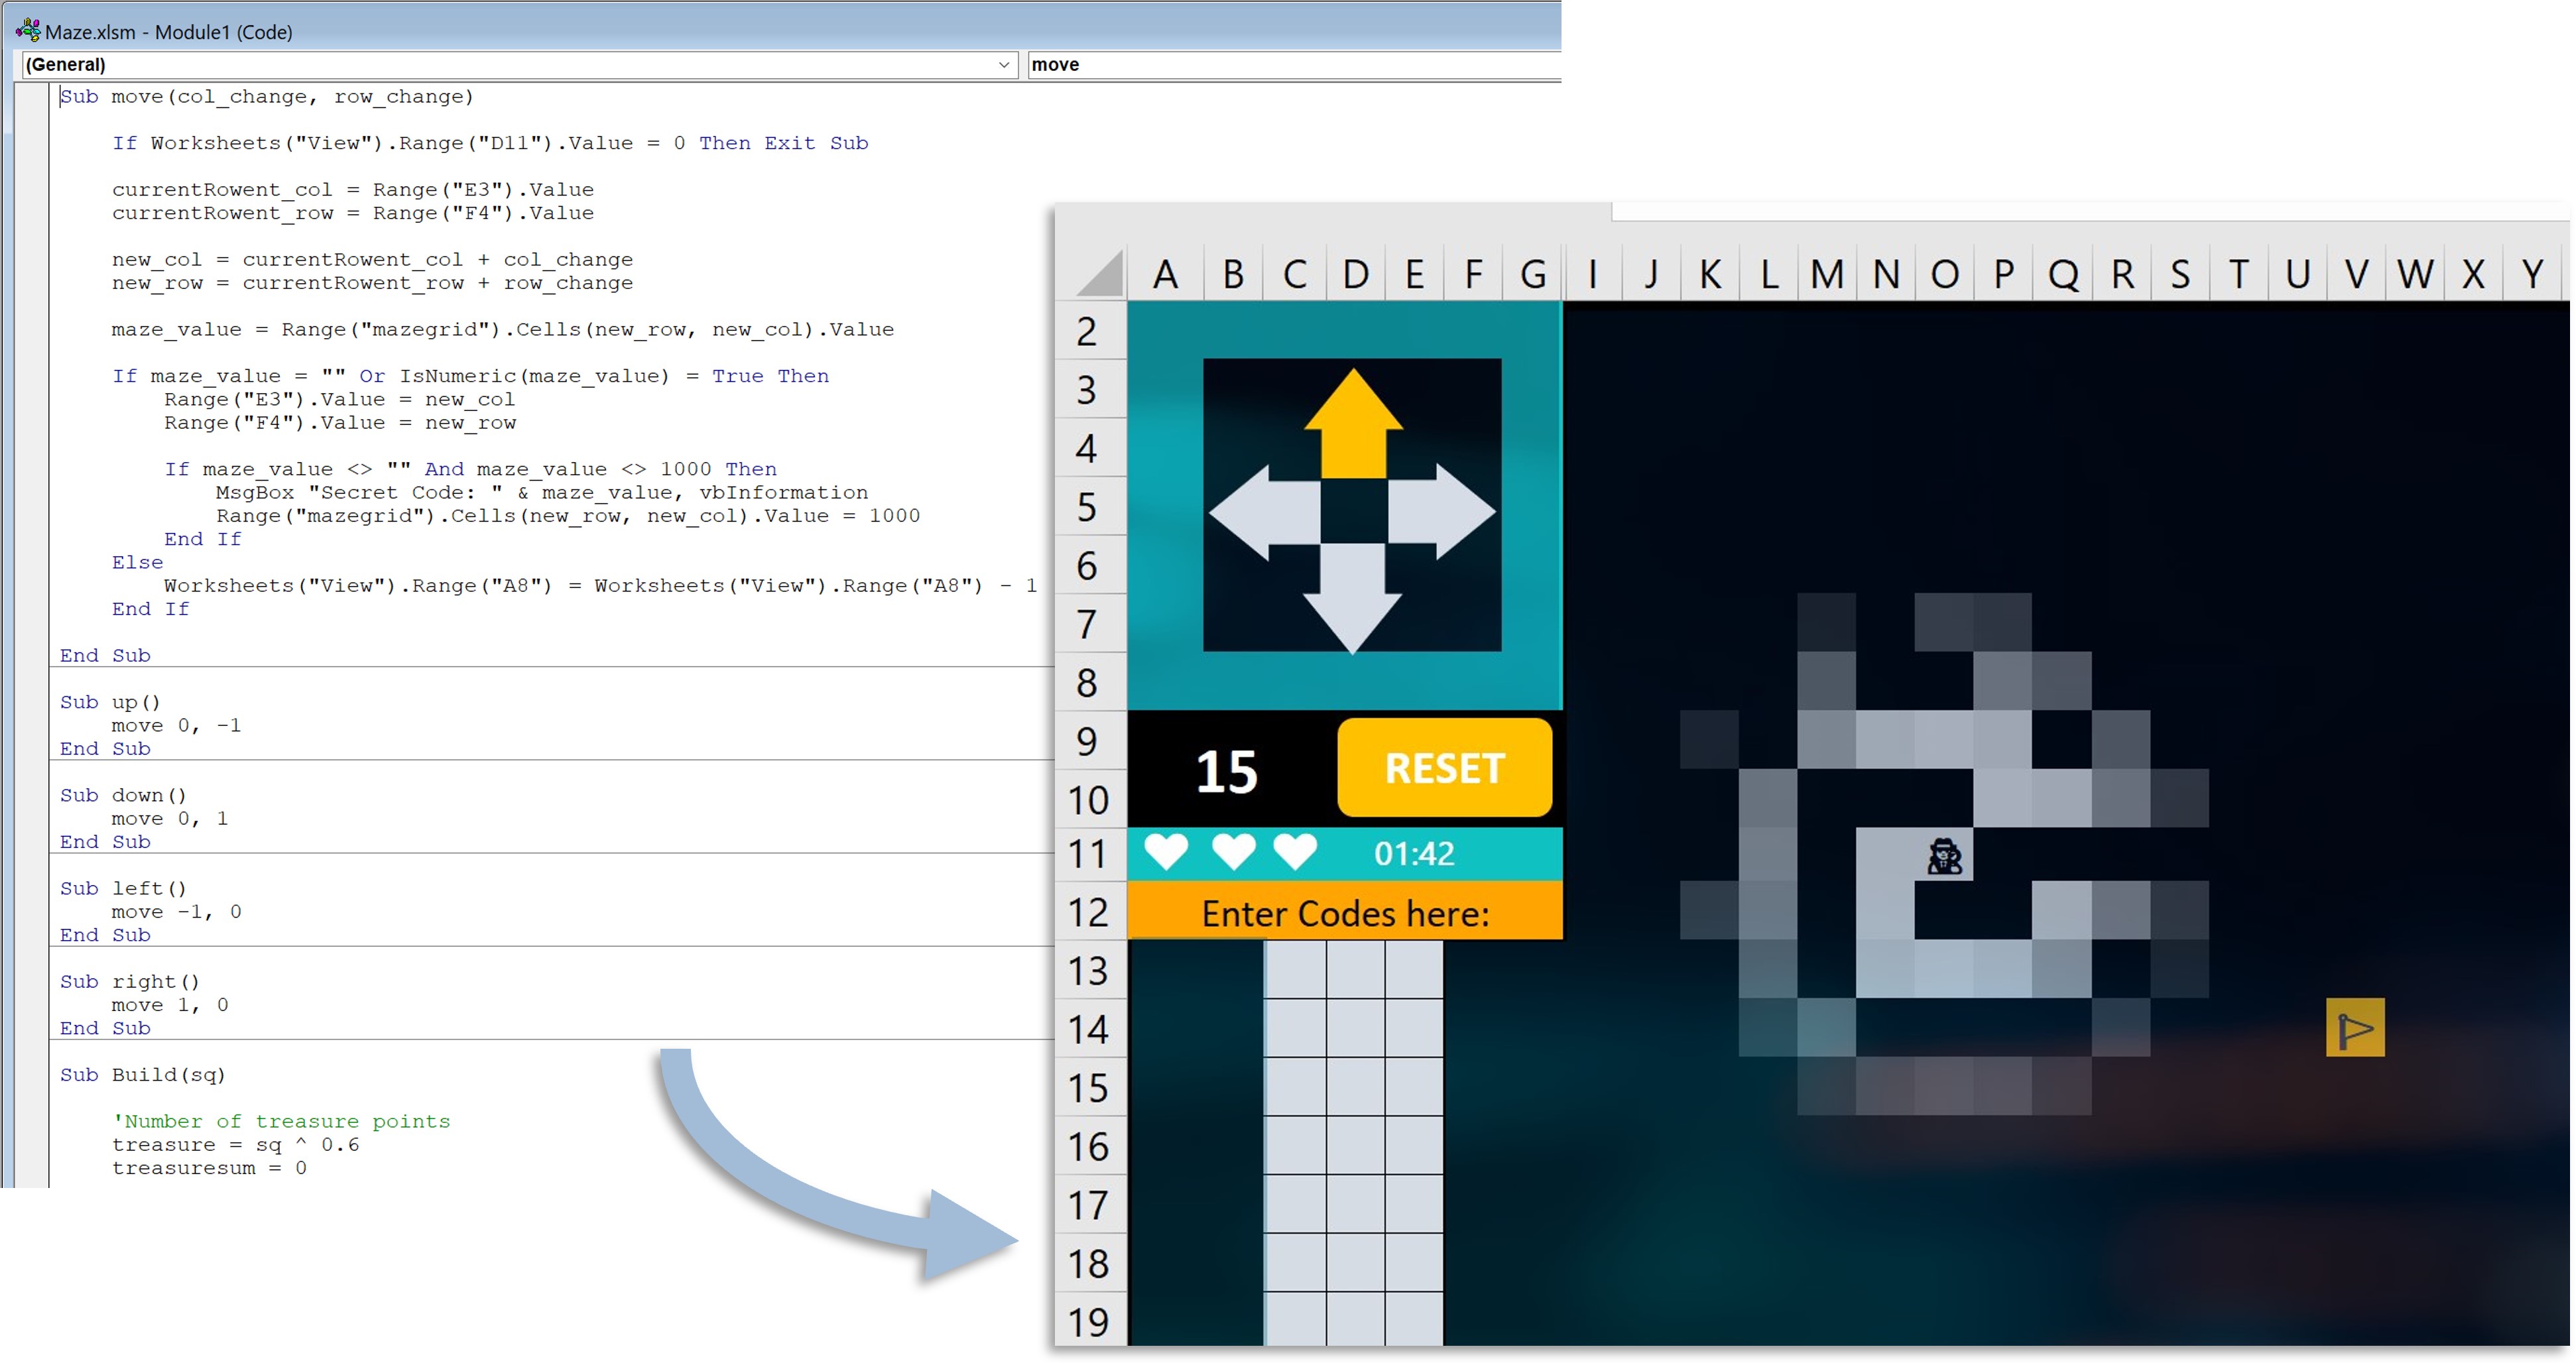 Maze.xlsm - Module1 (Code)
(General)
move
Sub move(col_change, row_change)
If Worksheets("View").Range("D11").Value = 0 Then Exit Sub
currentRowent_col = Range("E3").Value
currentRowent_row = Range("F4").Value
new_col = currentRowent_col + col_change
new_row = currentRowent_row + row_change
maze_value = Range("mazegrid").Cells(new_row, new_col).Value
If maze_value = "" Or IsNumeric(maze_value) = True Then
Range("E3").Value = new_col
Range("F4").Value = new_row
If maze_value <> "" And maze_value <> 1000 Then
MsgBox "Secret Code: " & maze_value, vbInformation
Range("mazegrid").Cells(new_row, new_col).Value = 1000
End If
Else
Worksheets("View").Range("A8") = Worksheets("View").Range("A8") - 1
End If
End Sub
Sub up()
move 0, -1
End Sub
Sub down()
move 0, 1
End Sub
Sub left()
move -1, 0
End Sub
Sub right()
move 1, 0
End Sub
Sub Build(sq)
'Number of treasure points
treasure = sq ^ 0.6
treasuresum = 0
A B C D E F G I J K L M N O P Q R S T U V W X Y
2
3
4
5
6
7
8
9
10
11
12
13
14
15
16
17
18
19
15
RESET
01:42
Enter Codes here: